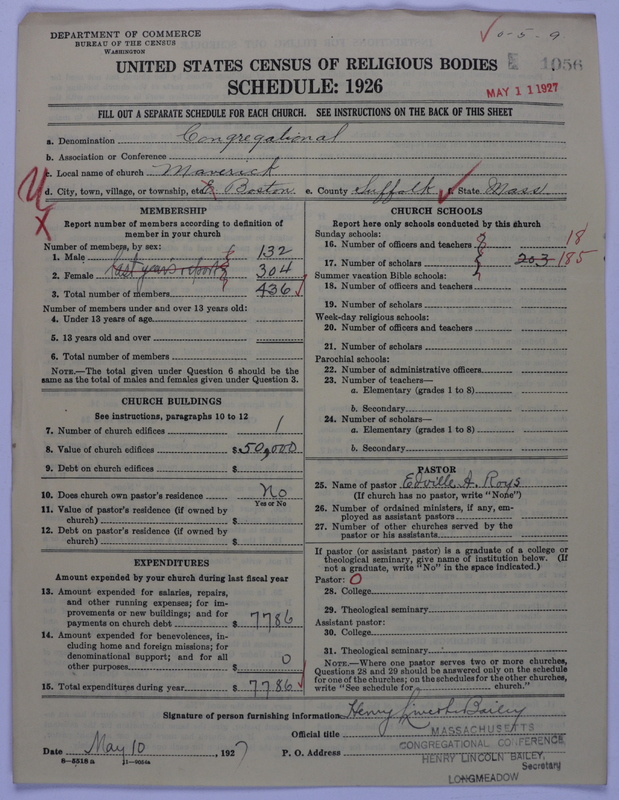 DEPARTMENT OF COMMERCE
BUREAU OF THE CENSUS
WASHINGTON
0-5-9
E 1056
UNITED STATES CENSUS OF RELIGIOUS BODIES
SCHEDULE: 1926
MAY 11 1927
FILL OUT A SEPARATE SCHEDULE FOR EACH CHURCH. SEE INSTRUCTIONS ON THE BACK OF THIS SHEET
a. Denomination Congregational
b. Association or Conference
c. Local name of church Maverick
d. City, town, village, or township, etc. E. Boston e. County Suffolk f. State Mass
MEMBERSHIP
Report number of members according to definition of member in your church
Number of members, by sex:
1. Male 132
last year's report
2. Female 304
3. Total number of members 436
Number of members under and over 13 years old:
4. Under 13 years of age
5. 13 years old and over
6. Total number of members
NOTE.—The total given under Question 6 should be same as the total of males and females given under Question 3.
CHURCH BUILDINGS
See instructions, paragraphs 10 to 12
7. Number of church edifices 1
8. Value of church edifices $50,000
9. Debt on church edifices $
10. Does church own pastor's residence No
Yes or No
11. Value of pastor's residence (if owned by church) $
12. Debt on pastor's residence (if owned by church) $
EXPENDITURES
Amount expended by your church during last fiscal year
13. Amount expended for salaries, repairs, and other running expenses; for improvements or new buildings; and for payments on church debt $ 7786
14. Amount expended for benevolences, including home and foreign missions; for denominational support; and for all other purposes $ 0
15. Total expenditures during year $ 7786
CHURCH SCHOOLS
Report here only schools conducted by this church
Sunday schools:
16. Number of officers and teachers 18
17. Number of scholars 203 185
Summer vacation Bible schools:
18. Number of officers and teachers
19. Number of scholars
Week-day religious schools:
20. Number of officers and teachers
21. Number of scholars
Parochial schools:
22. Number of administrative officers
23. Number of teachers—
a. Elementary (grades 1 to 8)
b. Secondary
24. Number of scholars—
a. Elementary (grades 1 to 8)
b. Secondary
PASTOR
25. Name of pastor Edville A. Roys
(If church has no pastor, write "None")
26. Number of ordained ministers, if any, employed as assistant pastors
27. Number of other churches served by the pastor or his assistants
If pastor (or assistant pastor) is a graduate of a college or theological seminary, give name of institution below. (If not a graduate, write "No" in the space indicated.)
Pastor: 0
28. College
29. Theological seminary
Assistant pastor:
30. College
31. Theological seminary
NOTE.—Where one pastor serves two or more churches, Questions 28 and 29 should be answered only on the schedule for one of the churches; on the schedules for the other churches, write "See schedule for church."
Signature of person furnishing information Henry Lincoln Bailey
Official title
MASSACHUSETTS
CONGREGATIONAL CONFERENCE
HENRY LINCOLN BAILEY,
Secretary
LONGMEADOW
Date May 10, 1927 P. O. Address
8—5518 a 11—9054a